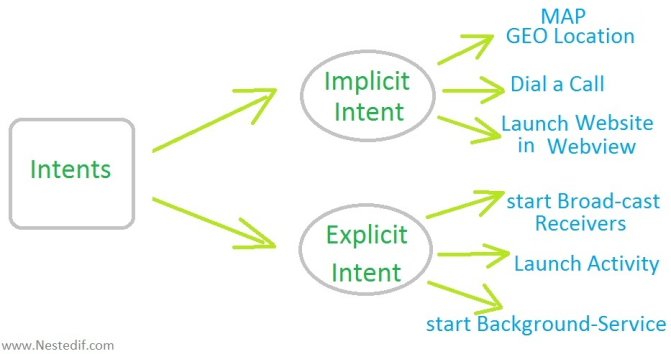 Intents
Implicit
Intent
MAP
GEO Location
Dial a Call
Launch Website
in Webview
Explicit
Intent
start Broad-cast
Receivers
Launch Activity
start Background-Service
www.Nestedif.com